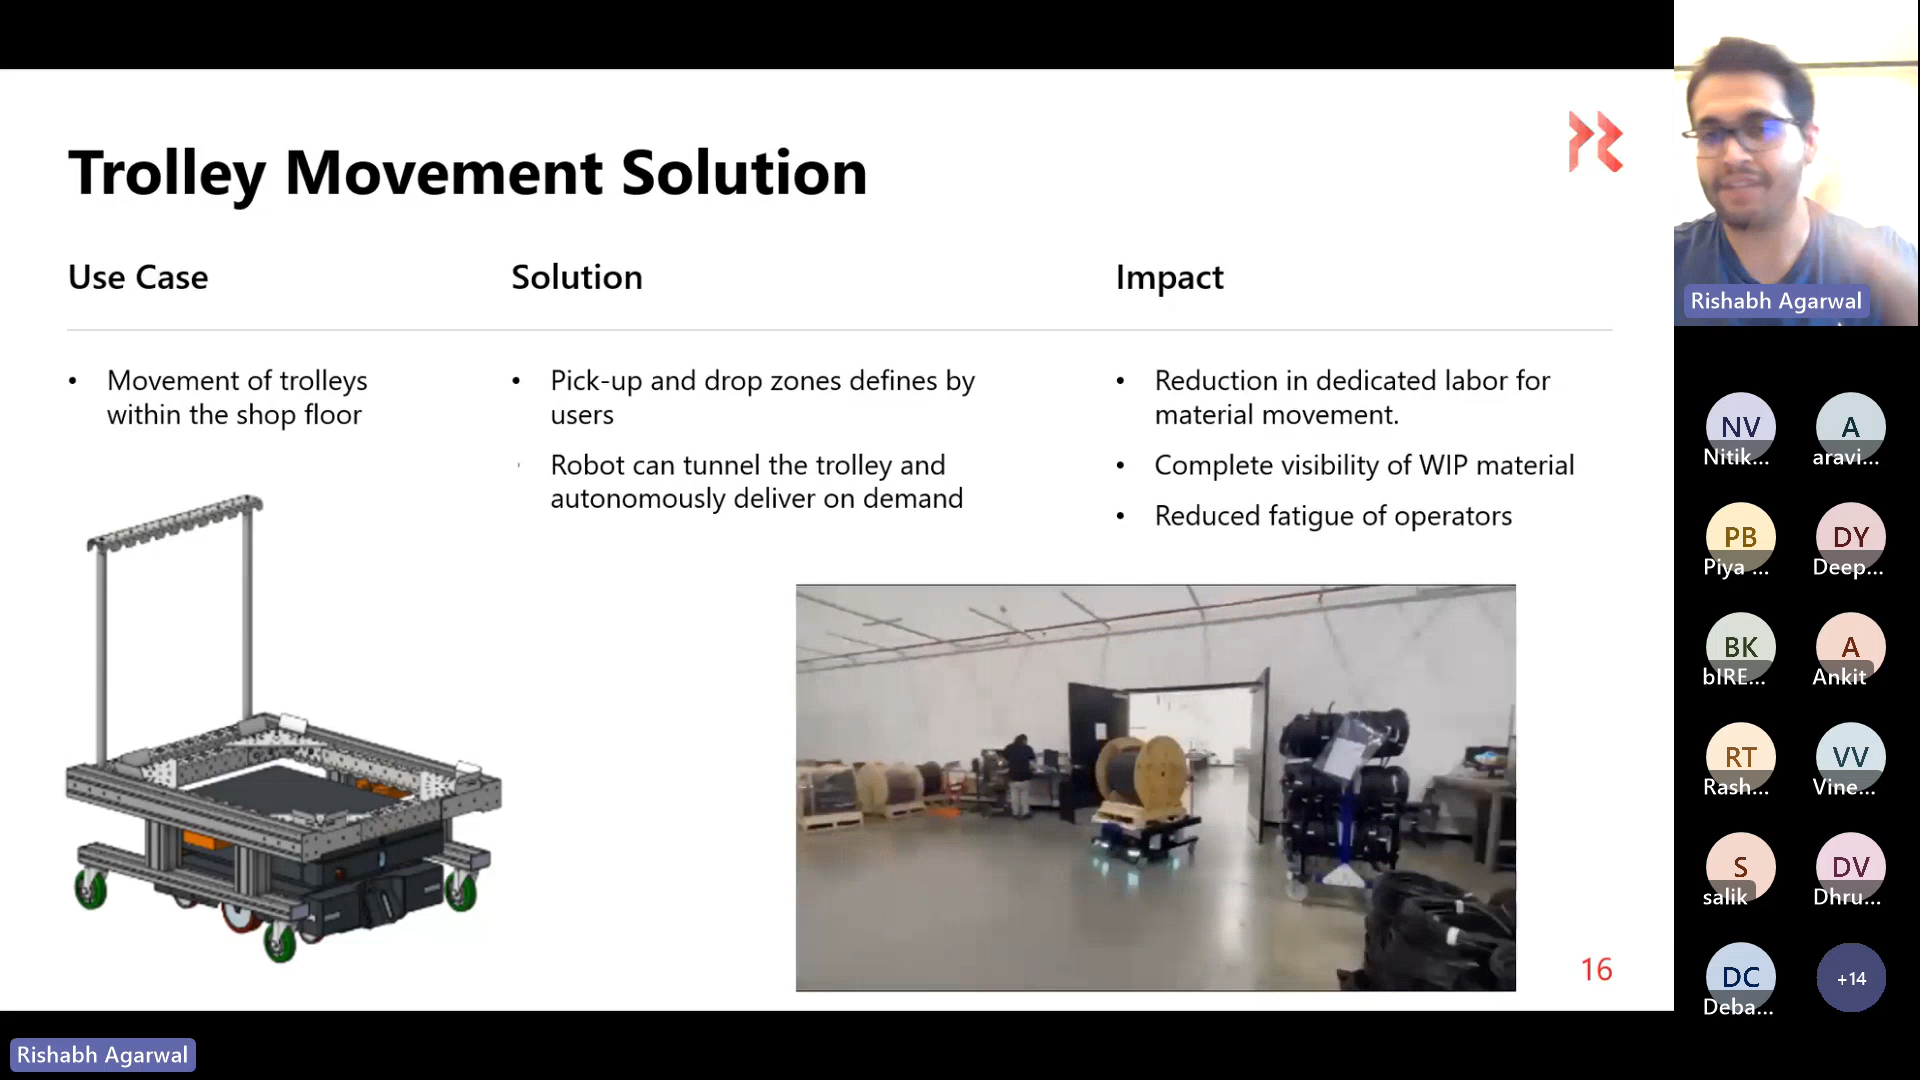 Trolley Movement Solution
Use Case
Solution
Impact
• Movement of trolleys
within the shop floor
• Pick-up and drop zones defines by
users
Robot can tunnel the trolley and
autonomously deliver on demand
• Reduction in dedicated labor for
material movement.
• Complete visibility of WIP material
• Reduced fatigue of operators
16
Rishabh Agarwal
Rishabh Agarwal
NV
Nitik...
A
aravi...
PB
Piya ...
DY
Deep...
BK
bIRE...
A
Ankit
RT
Rash...
VV
Vine...
S
salik
DV
Dhru...
DC
Deba...
+14